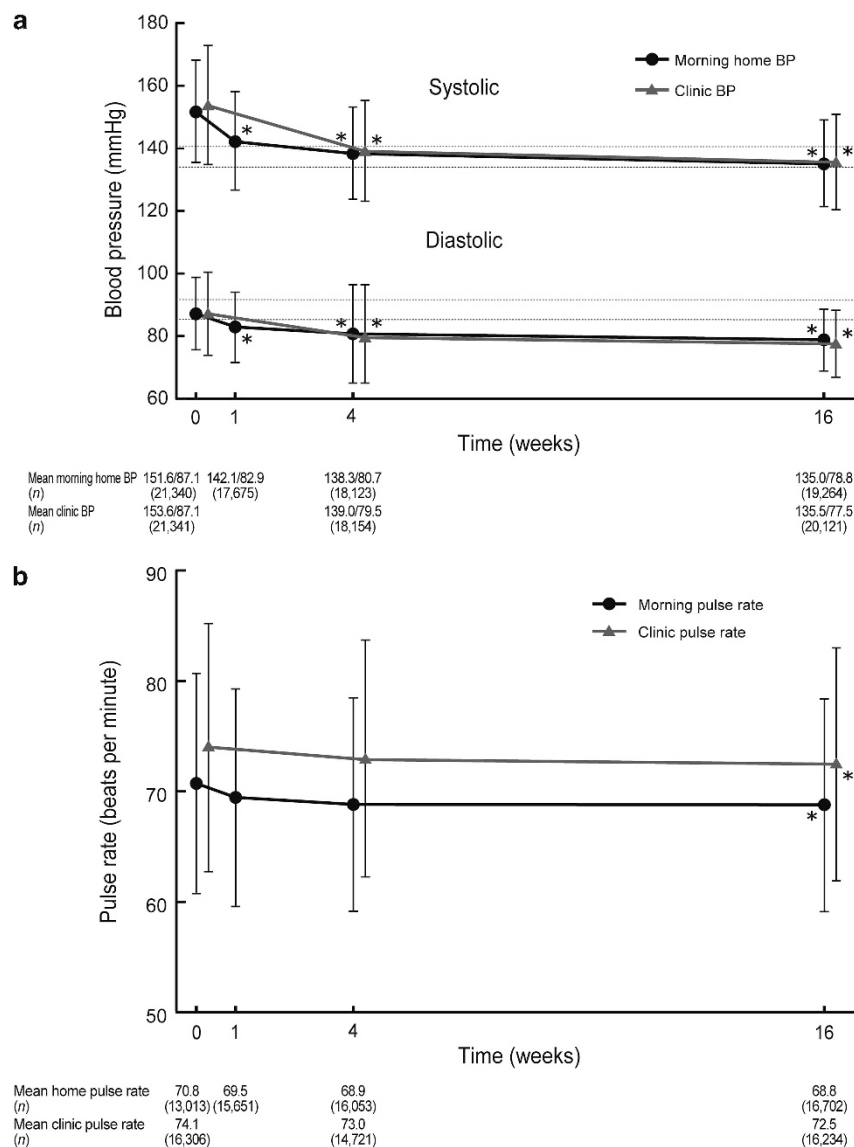 a
180
160
140
120
100
80
60
Blood pressure (mmHg)
Morning home BP
Clinic BP
Systolic
* * * * *
Diastolic
* * * * *
0 1 4 16
Time (weeks)
Mean morning home BP 151.6/87.1 142.1/82.9 138.3/80.7 135.0/78.8
(n) (21,340) (17,675) (18,123) (19,264)
Mean clinic BP 153.6/87.1 139.0/79.5 135.5/77.5
(n) (21,341) (18,154) (20,121)
b
90
80
70
60
50
Pulse rate (beats per minute)
Morning pulse rate
Clinic pulse rate
* *
0 1 4 16
Time (weeks)
Mean home pulse rate 70.8 69.5 68.9 68.8
(n) (13,013) (15,651) (16,053) (16,702)
Mean clinic pulse rate 74.1 73.0 72.5
(n) (16,306) (14,721) (16,234)